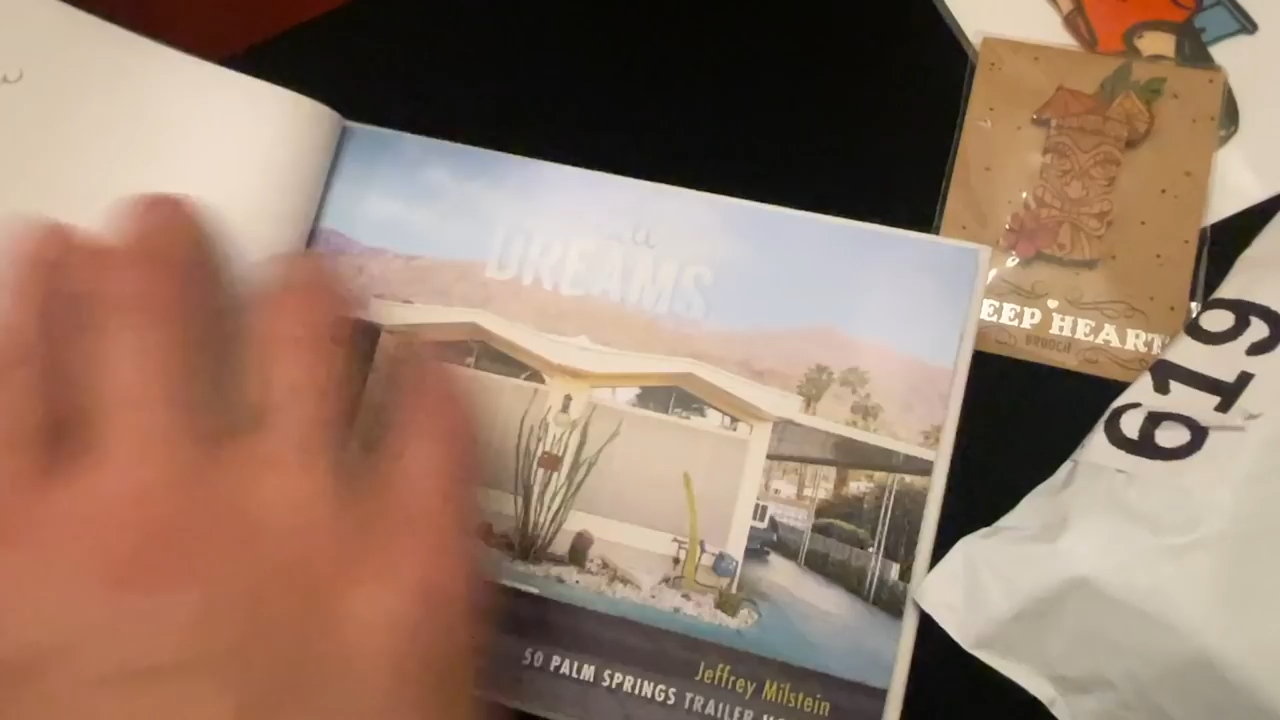 DREAMS
Jeffrey Milstein
50 PALM SPRINGS TRAILER
EEP HEART
BROOCH
619